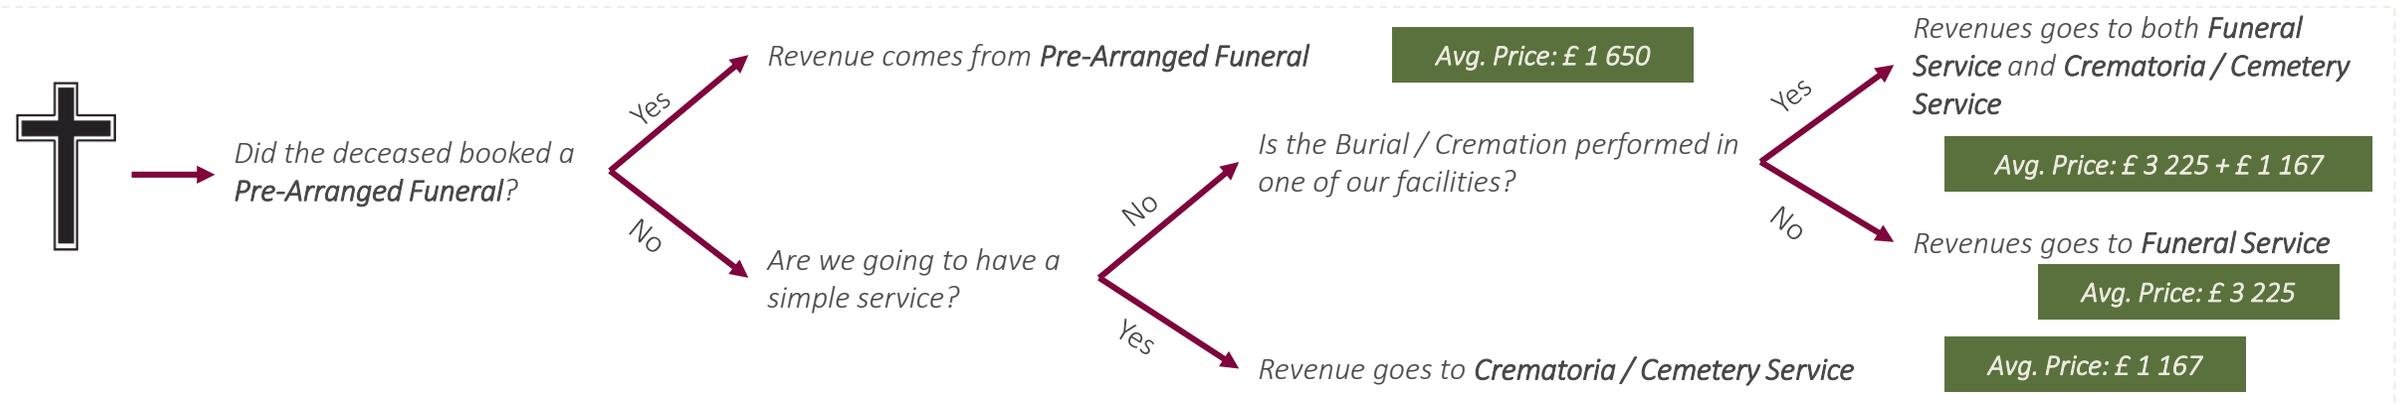 Did the deceased booked a
Pre-Arranged Funeral?
Yes
No
Revenue comes from Pre-Arranged Funeral
Avg. Price: £ 1 650
Are we going to have a
simple service?
No
Yes
Is the Burial / Cremation performed in
one of our facilities?
Yes
No
Revenues goes to both Funeral
Service and Crematoria / Cemetery
Service
Avg. Price: £ 3 225 + £ 1 167
Revenues goes to Funeral Service
Avg. Price: £ 3 225
Revenue goes to Crematoria / Cemetery Service
Avg. Price: £ 1 167